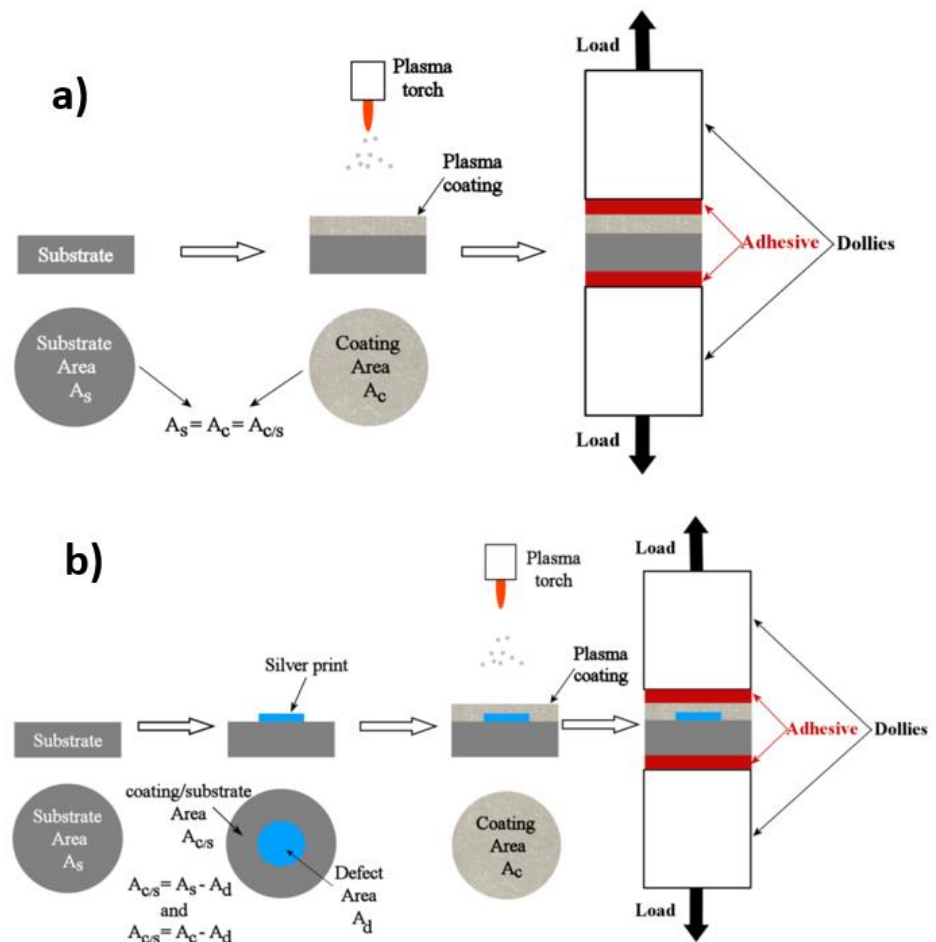 a)
Plasma
torch
Plasma
coating
Load
Substrate
Adhesive
Dollies
Substrate
Area
As
Coating
Area
Ac
As = Ac = Ac/s
Load
b)
Plasma
torch
Load
Silver print
Plasma
coating
Substrate
Adhesive
Dollies
Substrate
Area
As
coating/substrate
Area
Ac/s
Defect
Area
Ad
Coating
Area
Ac
Ac/s= As - Ad
and
Ac/s= Ac - Ad
Load